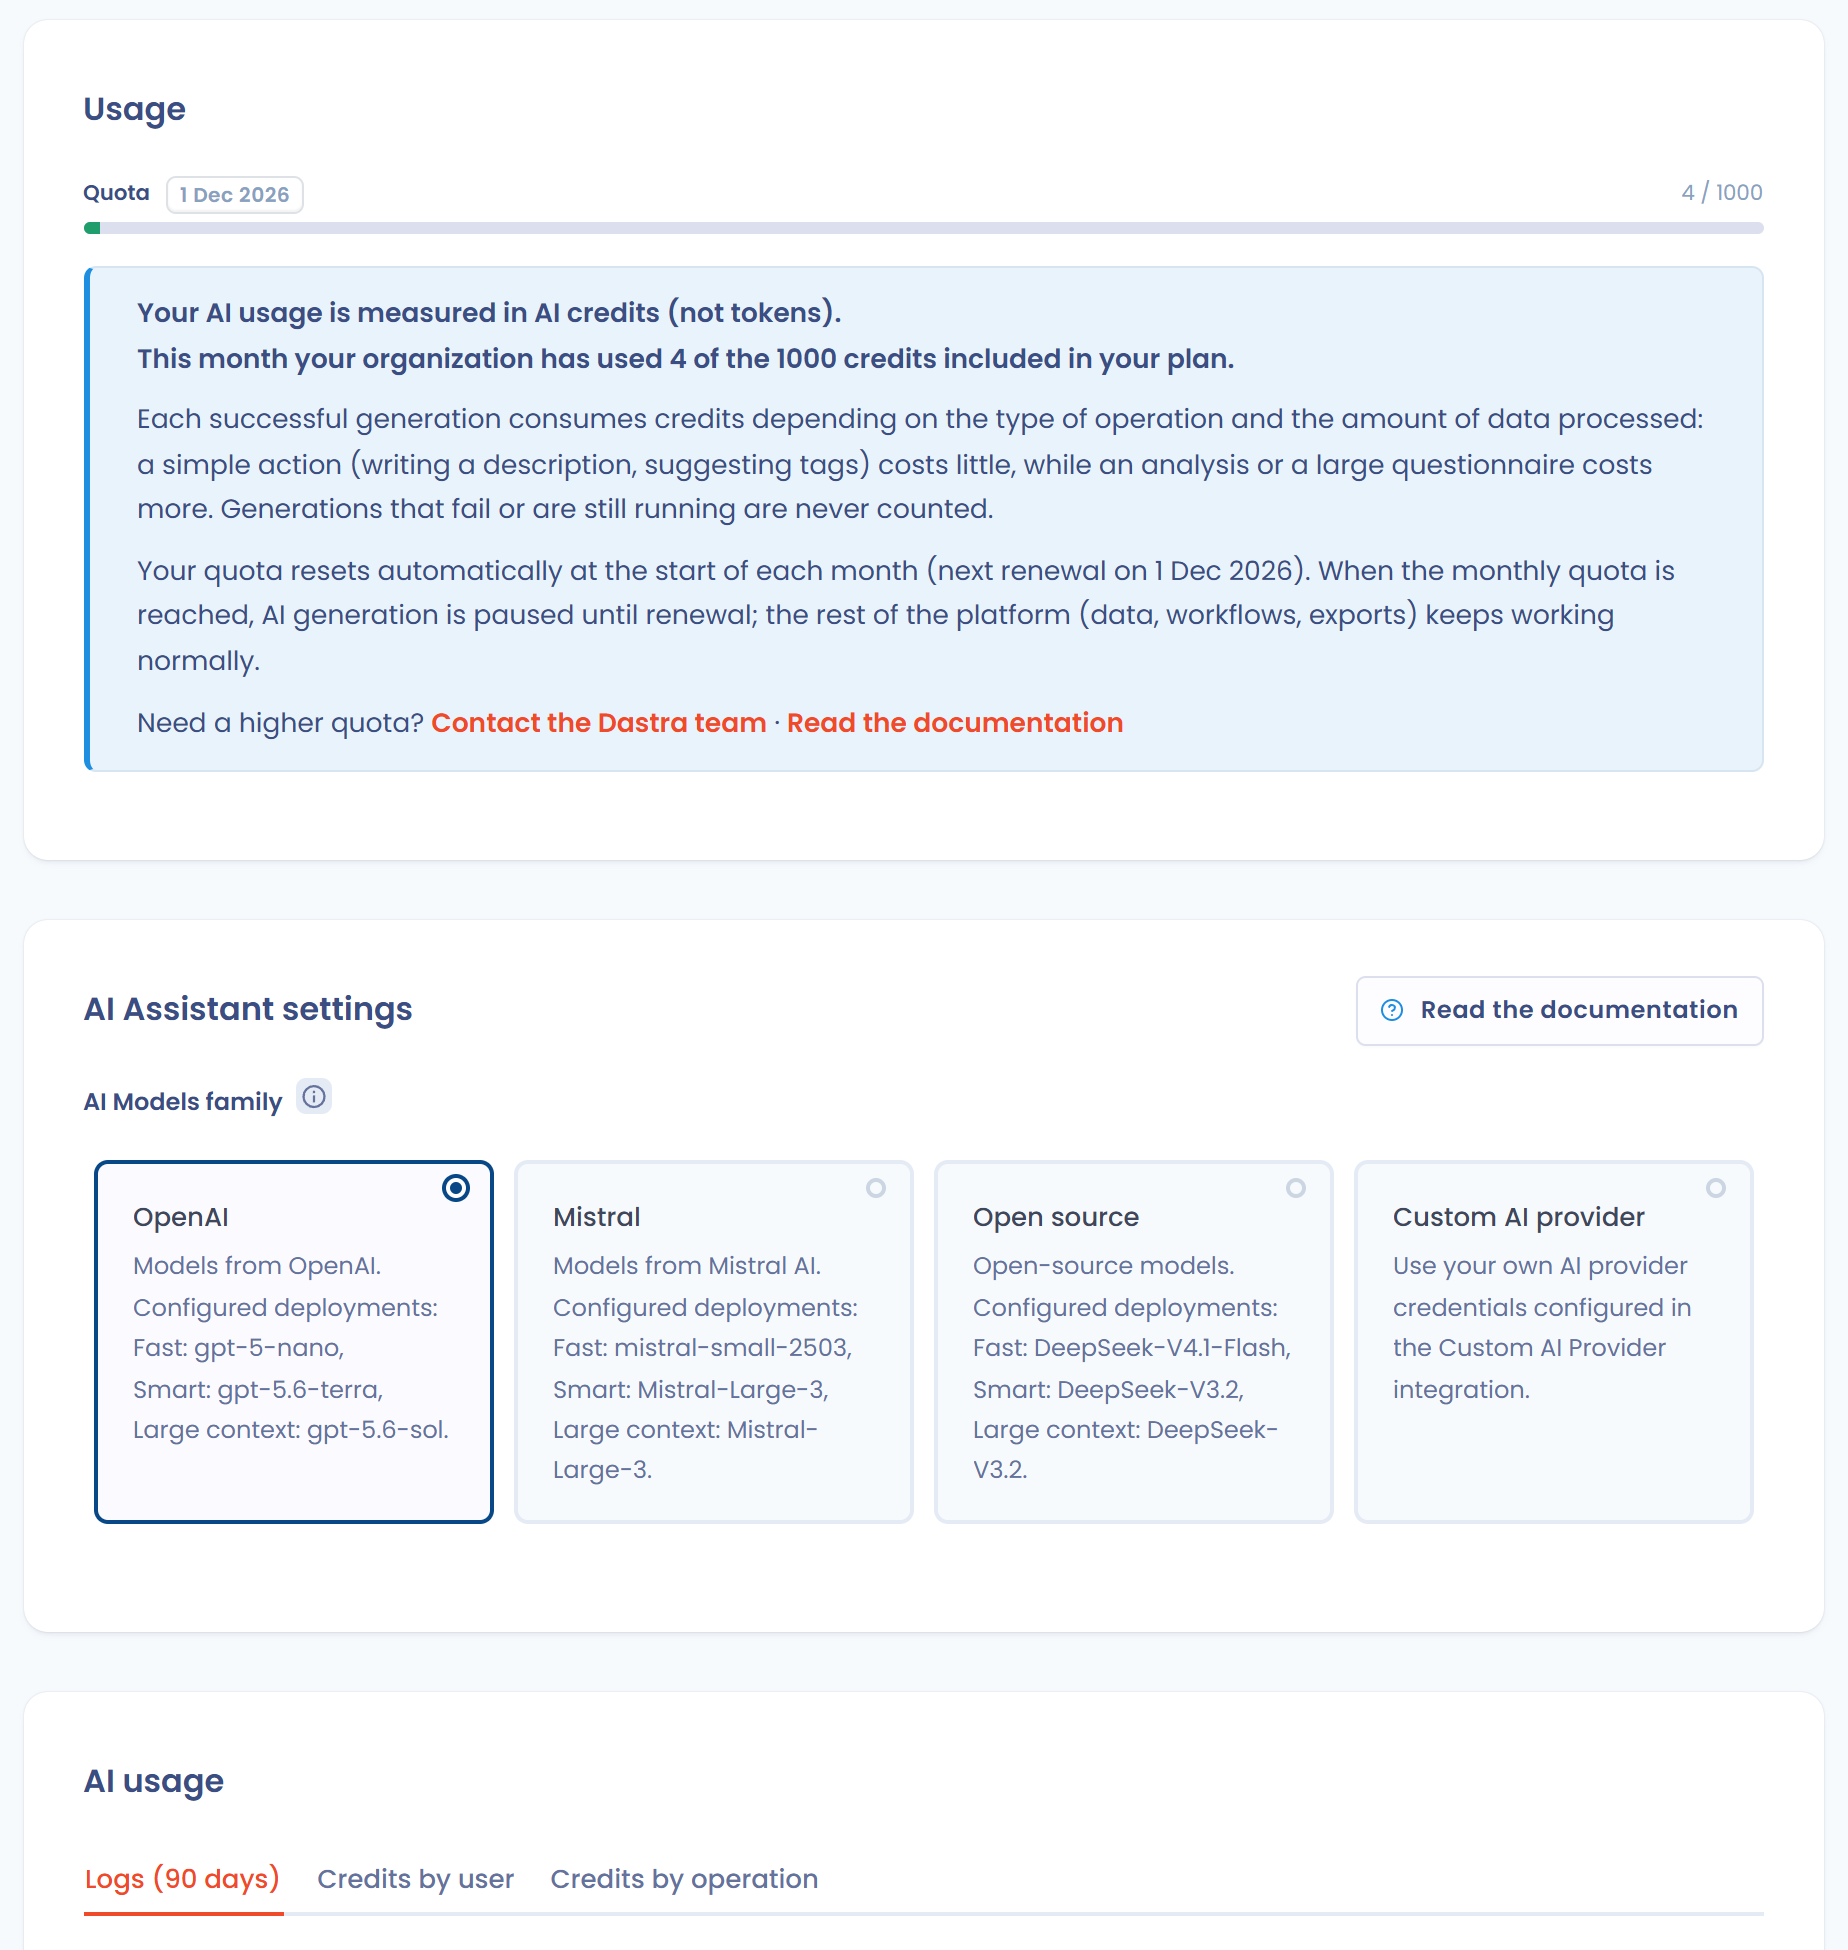 Usage
Quota 1 Dec 2026 4 / 1000
Your AI usage is measured in AI credits (not tokens).
This month your organization has used 4 of the 1000 credits included in your plan.
Each successful generation consumes credits depending on the type of operation and the amount of data processed:
a simple action (writing a description, suggesting tags) costs little, while an analysis or a large questionnaire costs
more. Generations that fail or are still running are never counted.
Your quota resets automatically at the start of each month (next renewal on 1 Dec 2026). When the monthly quota is
reached, AI generation is paused until renewal; the rest of the platform (data, workflows, exports) keeps working
normally.
Need a higher quota? Contact the Dastra team · Read the documentation
AI Assistant settings
Read the documentation
AI Models family
OpenAI
Models from OpenAI.
Configured deployments:
Fast: gpt-5-nano,
Smart: gpt-5.6-terra,
Large context: gpt-5.6-sol.
Mistral
Models from Mistral AI.
Configured deployments:
Fast: mistral-small-2503,
Smart: Mistral-Large-3,
Large context: Mistral-
Large-3.
Open source
Open-source models.
Configured deployments:
Fast: DeepSeek-V4.1-Flash,
Smart: DeepSeek-V3.2,
Large context: DeepSeek-
V3.2.
Custom AI provider
Use your own AI provider
credentials configured in
the Custom AI Provider
integration.
AI usage
Logs (90 days) Credits by user Credits by operation